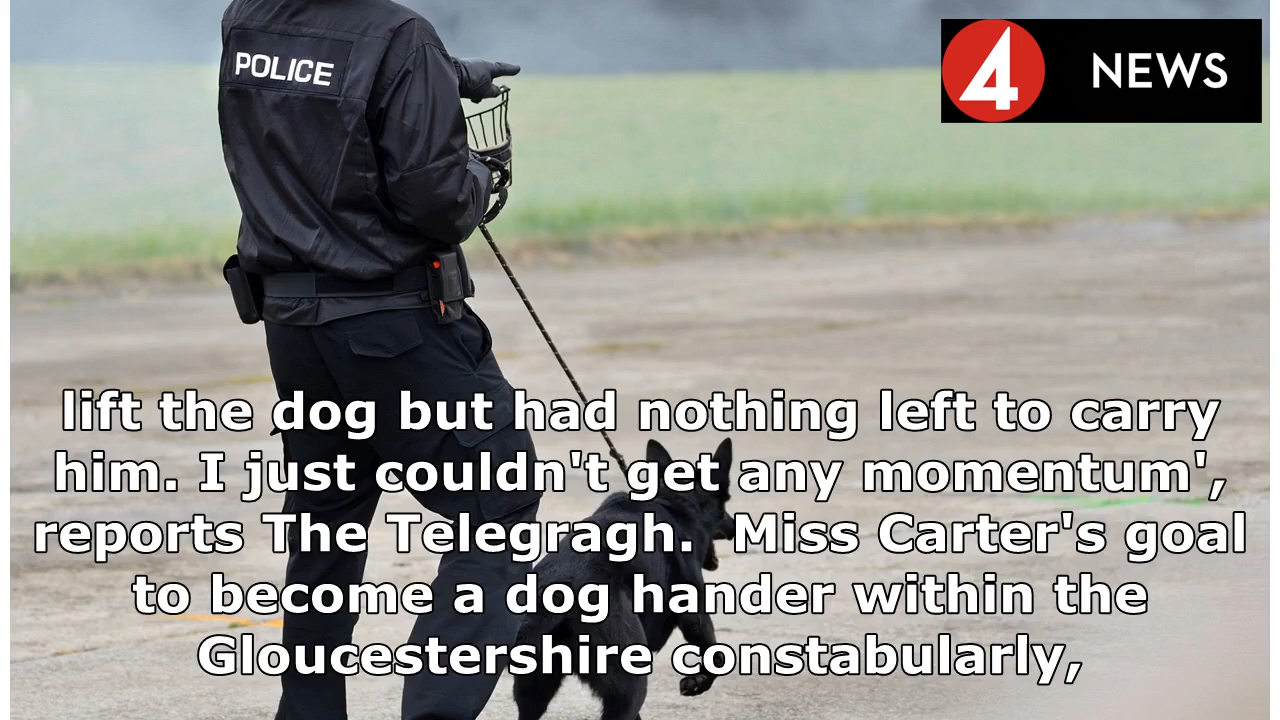 POLICE
4 NEWS
lift the dog but had nothing left to carry
him. I just couldn't get any momentum',
reports The Telegragh.  Miss Carter's goal
to become a dog hander within the
Gloucestershire constabularly,